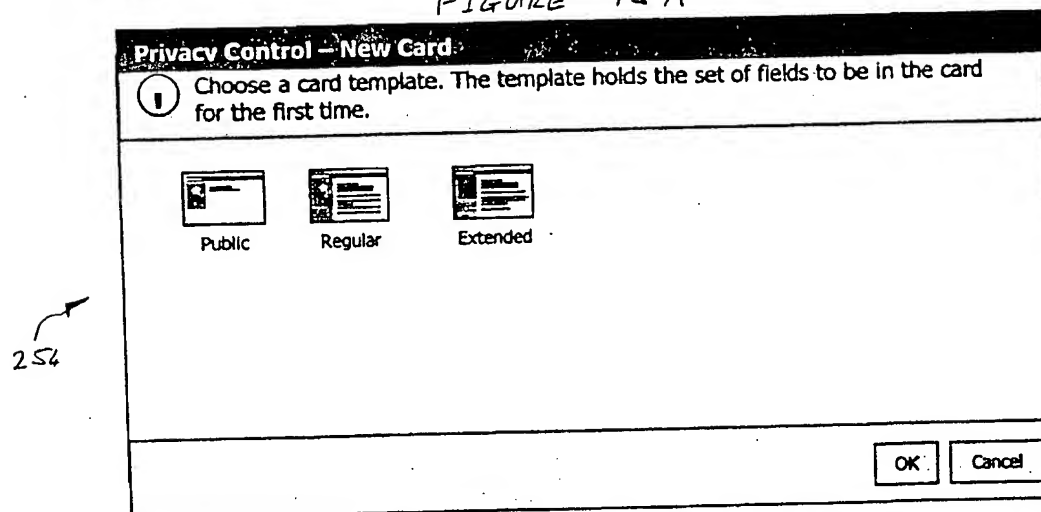 FIGURE
Privacy Control – New Card
Choose a card template. The template holds the set of fields to be in the card
for the first time.
Public Regular Extended
254
OK Cancel